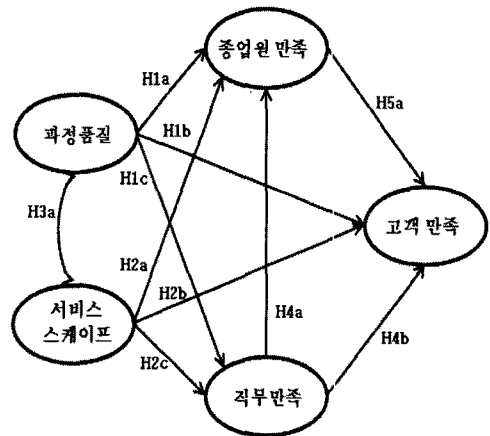 종업원 만족
H1a
H5a
과정품질
H1b
H1c
H3a
고객 만족
H2a
H2b
서비스
스케이프
H4a
H4b
H2c
직무만족